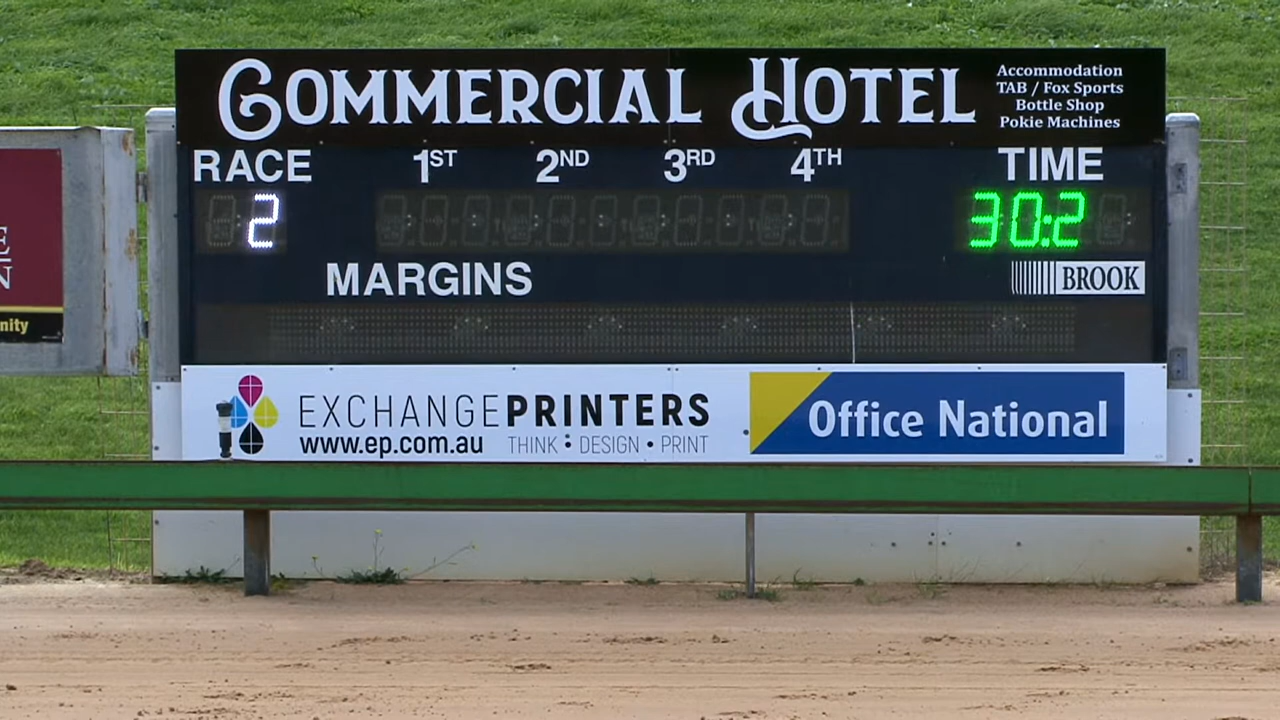 COMMERCIAL HOTEL
Accommodation
TAB / Fox Sports
Bottle Shop
Pokie Machines
RACE 1ST 2ND 3RD 4TH TIME
2 30:2
MARGINS
BROOK
E
N
nity
EXCHANGEPRINTERS
www.ep.com.au THINK • DESIGN • PRINT
Office National